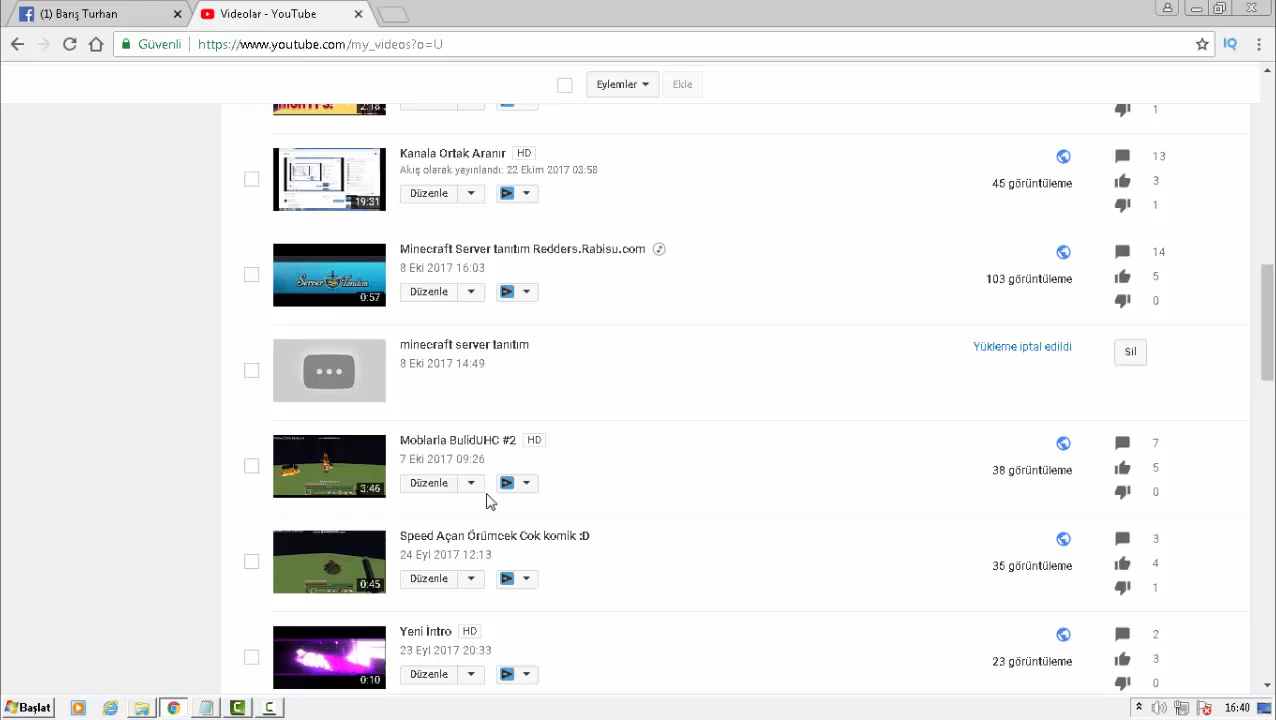 (1) Barış Turhan
Videolar - YouTube
Güvenli
https://www.youtube.com/my_videos?o=U
IQ
Eylemler
Ekle
2:18
1
Kanala Ortak Aranır HD
Akış olarak yayınlandı: 22 Ekim 2017 03:58
Düzenle
19:31
45 görüntüleme
13
3
1
Minecraft Server tanıtım Redders.Rabisu.com
8 Eki 2017 16:03
Düzenle
Server Tanitım
0:57
103 görüntüleme
14
5
0
minecraft server tanıtım
8 Eki 2017 14:49
Yükleme iptal edildi
Sil
Moblarla BulidUHC #2 HD
7 Eki 2017 09:26
Düzenle
3:46
38 görüntüleme
7
5
0
Speed Açan Örümcek Cok komik :D
24 Eyl 2017 12:13
Düzenle
0:45
35 görüntüleme
3
4
1
Yeni Intro HD
23 Eyl 2017 20:33
Düzenle
0:10
23 görüntüleme
2
3
0
Başlat
16:40